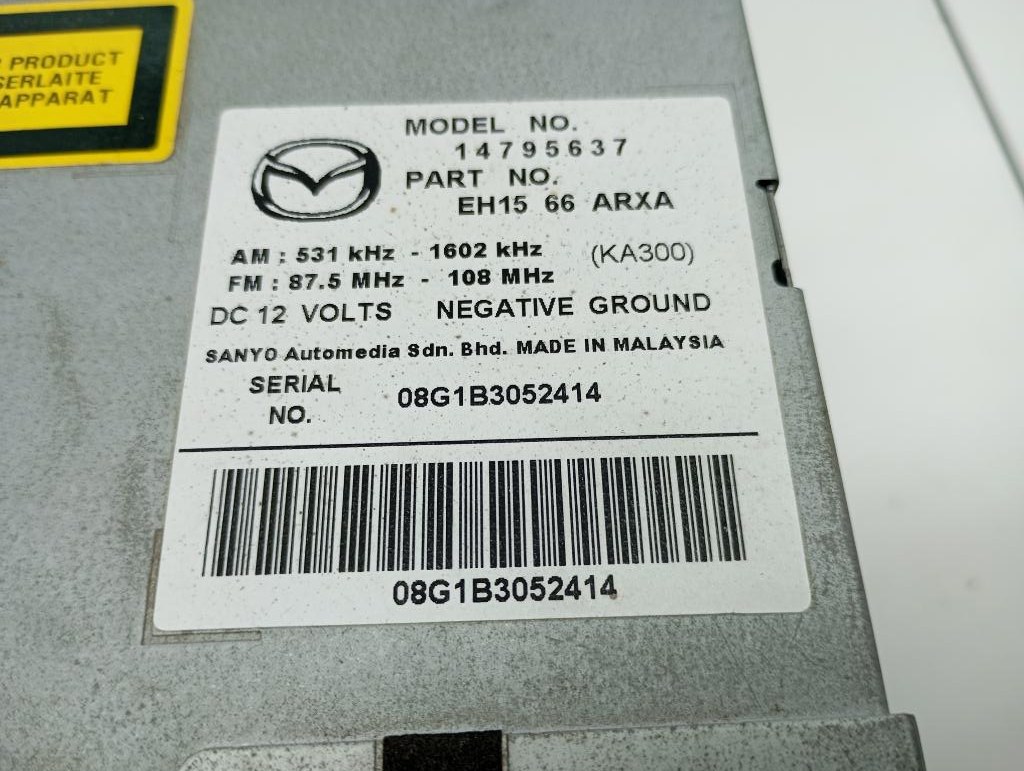 PRODUCT
SERLAITE
APPARAT
MODEL NO.
14795637
PART NO.
EH15 66 ARXA
AM : 531 kHz - 1602 kHz (KA300)
FM : 87.5 MHz - 108 MHz
DC 12 VOLTS NEGATIVE GROUND
SANYO Automedia Sdn. Bhd. MADE IN MALAYSIA
SERIAL NO. 08G1B3052414
08G1B3052414